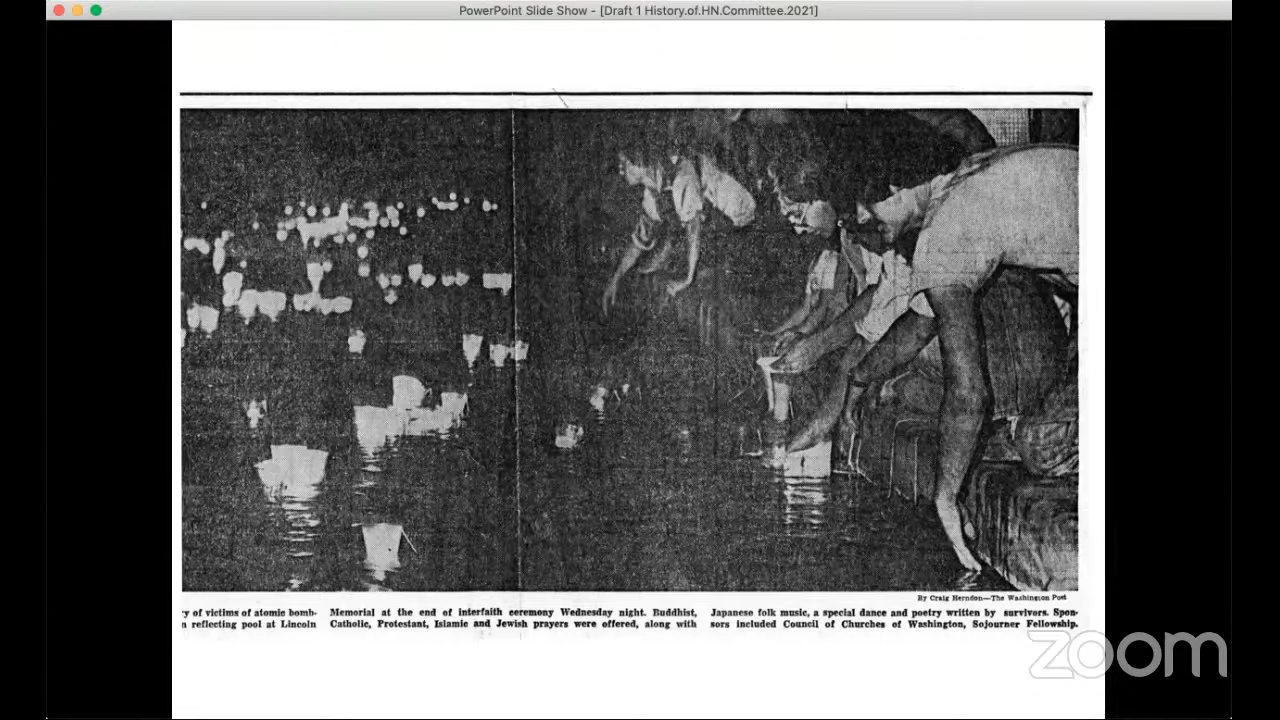 PowerPoint Slide Show - [Draft 1 History.of.HN.Committee.2021]
By Craig Herndon—The Washington Post
y of victims of atomic bomb-
n reflecting pool at Lincoln
Memorial at the end of interfaith ceremony Wednesday night. Buddhist,
Catholic, Protestant, Islamic and Jewish prayers were offered, along with
Japanese folk music, a special dance and poetry written by survivors. Spon-
sors included Council of Churches of Washington, Sojourner Fellowship.
zoom